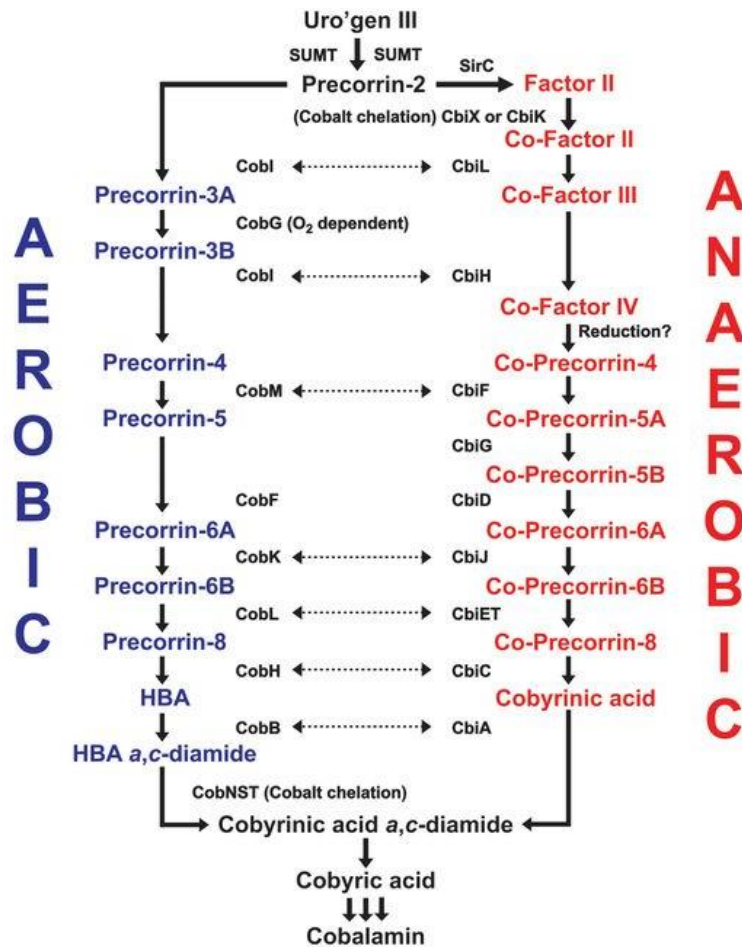 Uro'gen III
SUMT SUMT
SirC
Precorrin-2
Factor II
(Cobalt chelation) CbiX or CbiK
Co-Factor II
CobI
CbiL
Precorrin-3A
Co-Factor III
CobG (O₂ dependent)
Precorrin-3B
CobI
CbiH
Co-Factor IV
Reduction?
Precorrin-4
Co-Precorrin-4
CobM
CbiF
Precorrin-5
Co-Precorrin-5A
CbiG
Co-Precorrin-5B
CobF
CbiD
Precorrin-6A
Co-Precorrin-6A
CobK
CbiJ
Precorrin-6B
Co-Precorrin-6B
CobL
CbiET
Precorrin-8
Co-Precorrin-8
CobH
CbiC
HBA
Cobyrinic acid
CobB
CbiA
HBA a,c-diamide
CobNST (Cobalt chelation)
Cobyrinic acid a,c-diamide
Cobyric acid
Cobalamin
AEROBIC
ANAEROBIC